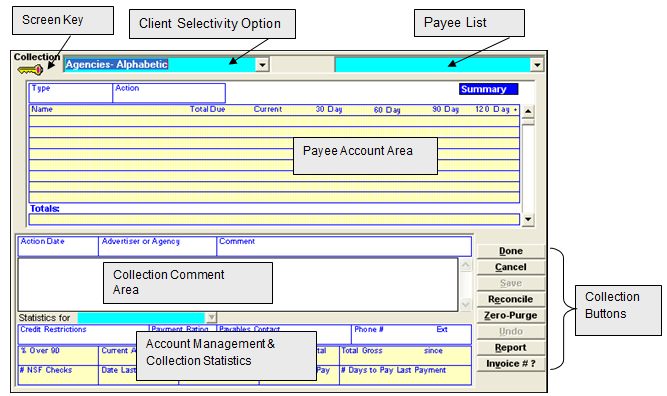 Screen Key
Client Selectivity Option
Payee List
Collection
Agencies- Alphabetic
Type Action Summary
Name Total Due Current 30 Day 60 Day 90 Day 120 Day +
Payee Account Area
Totals:
Action Date Advertiser or Agency Comment
Collection Comment
Area
Done
Cancel
Save
Reconcile
Zero-Purge
Undo
Report
Invoice # ?
Collection
Buttons
Statistics for
Credit Restrictions Payment Rating Payables Contact Phone # Ext
Account Management &
Collection Statistics
% Over 90 Current Total Gross since
# NSF Checks Date Last Pay # Days to Pay Last Payment